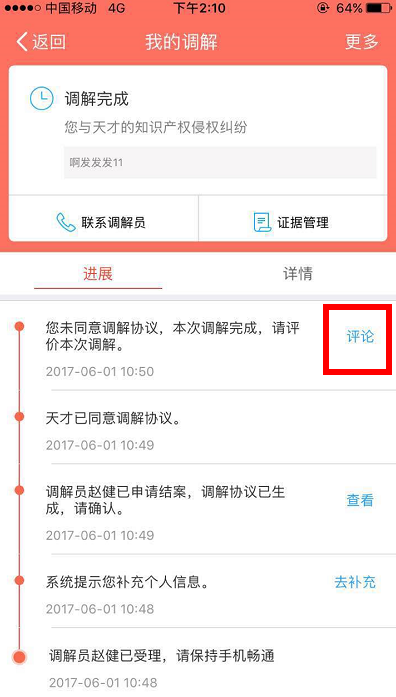 中国移动 4G 下午2:10 64%
返回 我的调解 更多
调解完成
您与天才的知识产权侵权纠纷
啊发发发11
联系调解员 证据管理
进展 详情
您未同意调解协议，本次调解完成，请评
价本次调解。
评论
2017-06-01 10:50
天才已同意调解协议。
2017-06-01 10:49
调解员赵健已申请结案，调解协议已生
成，请确认。
查看
2017-06-01 10:49
系统提示您补充个人信息。 去补充
2017-06-01 10:48
调解员赵健已受理，请保持手机畅通
2017-06-01 10:48